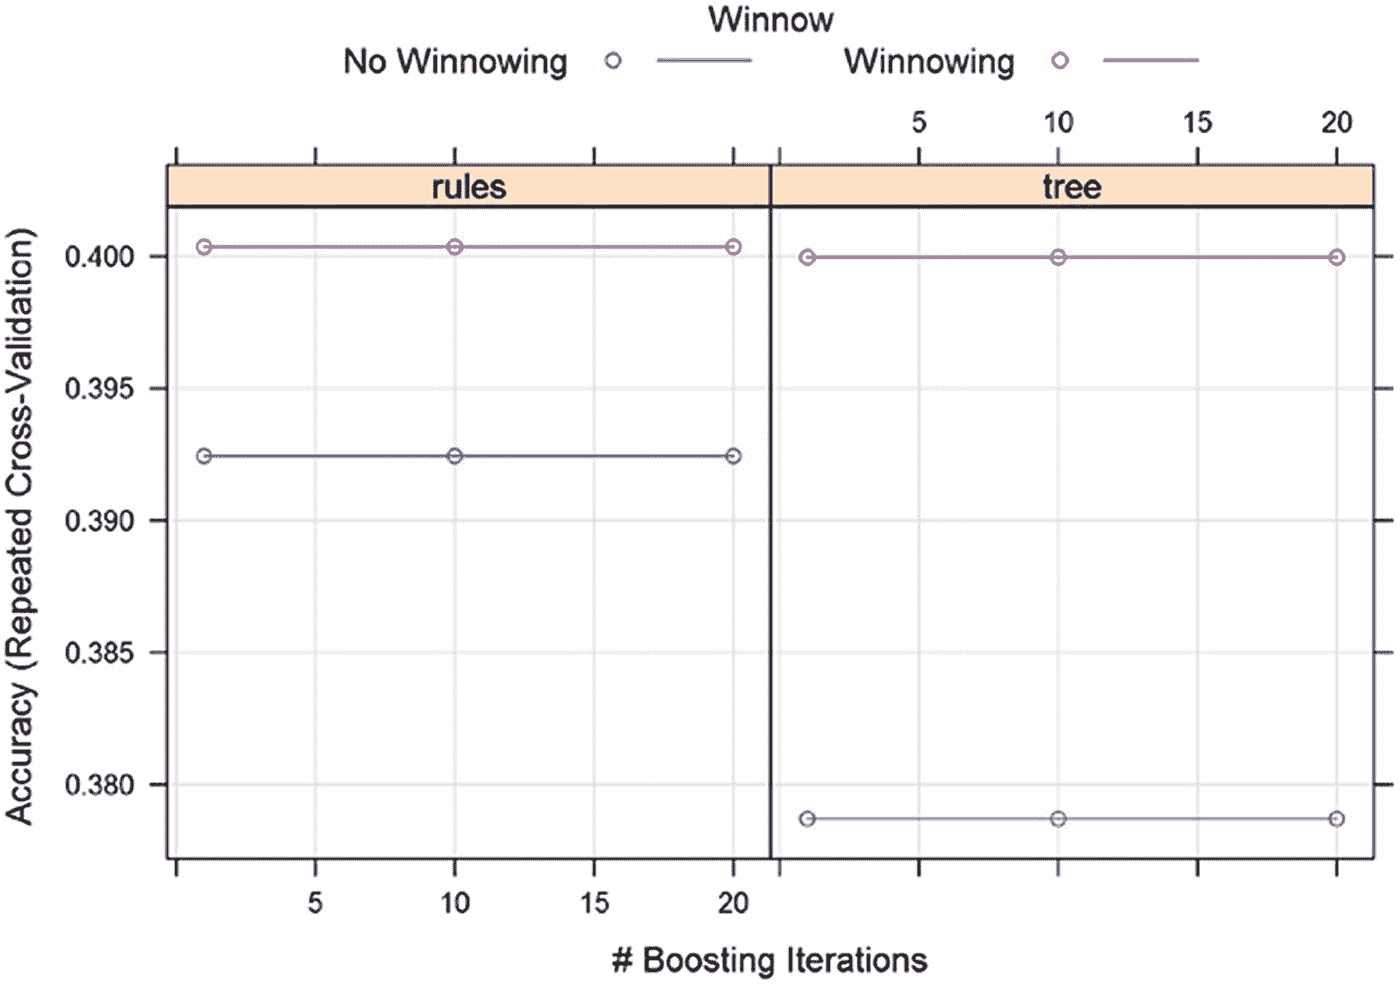 Winnow
No Winnowing Winnowing
5 10 15 20
rules tree
Accuracy (Repeated Cross-Validation)
0.400
0.395
0.390
0.385
0.380
5 10 15 20
# Boosting Iterations